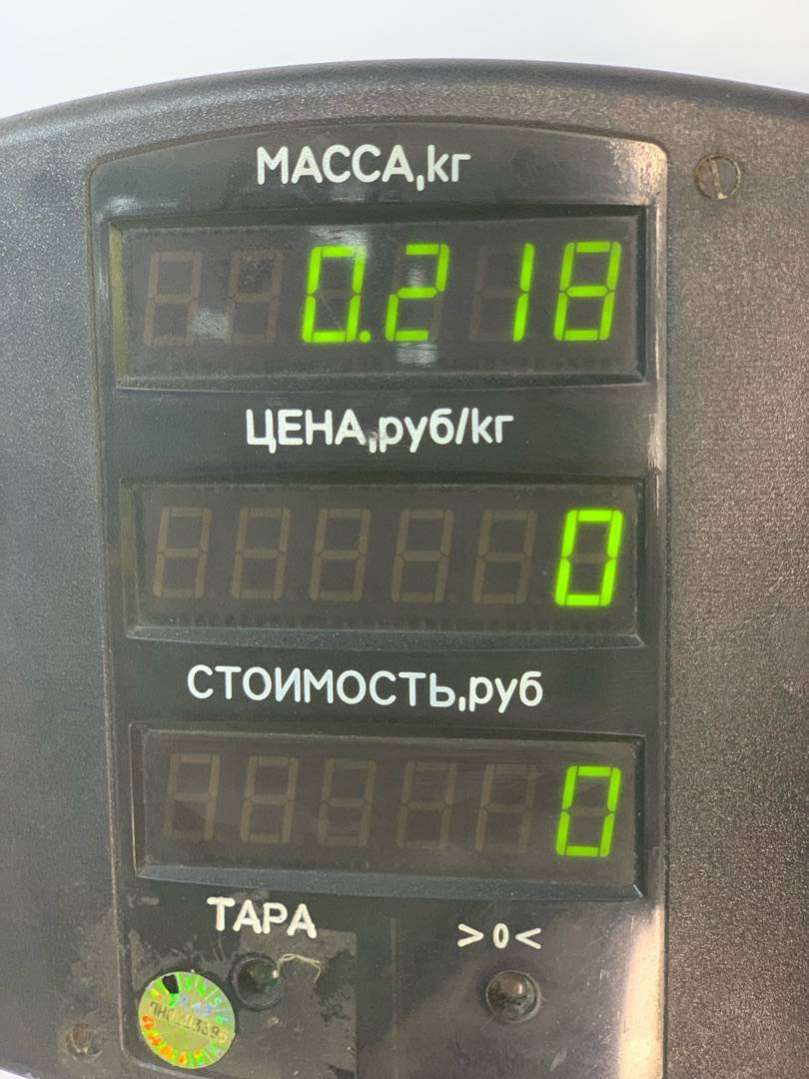 МАССА,кг
0.218
ЦЕНА,руб/кг
0
СТОИМОСТЬ,руб
0
ТАРА >0<